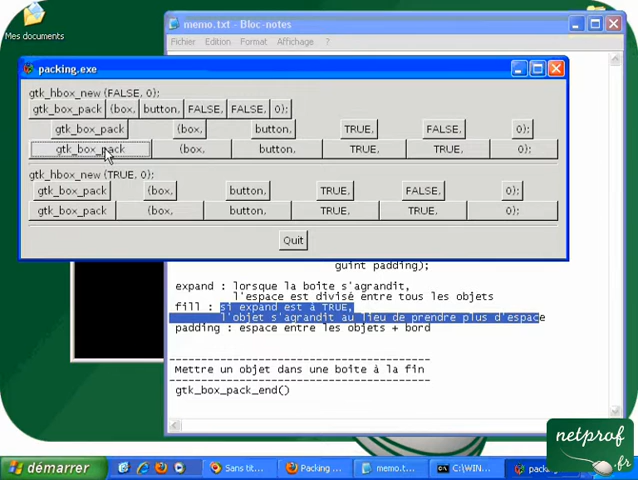 Mes documents
memo.txt - Bloc-notes
Fichier Edition Format Affichage ?
packing.exe
gtk_hbox_new (FALSE, 0);
gtk_box_pack (box, button, FALSE, FALSE, 0);
gtk_box_pack (box, button, TRUE, FALSE, 0);
gtk_box_pack (box, button, TRUE, TRUE, 0);
gtk_hbox_new (TRUE, 0);
gtk_box_pack (box, button, TRUE, FALSE, 0);
gtk_box_pack (box, button, TRUE, TRUE, 0);
Quit
guint padding);
expand : lorsque la boite s'agrandit,
l'espace est divisé entre tous les objets
fill : si expand est à TRUE,
l'objet s'agrandit au lieu de prendre plus d'espace
padding : espace entre les objets + bord
----------------------------------------
Mettre un objet dans une boite à la fin
----------------------------------------
gtk_box_pack_end()
netprof
.fr
démarrer
Sans tit...
Packing ...
memo.t...
C:\WIN...
packin